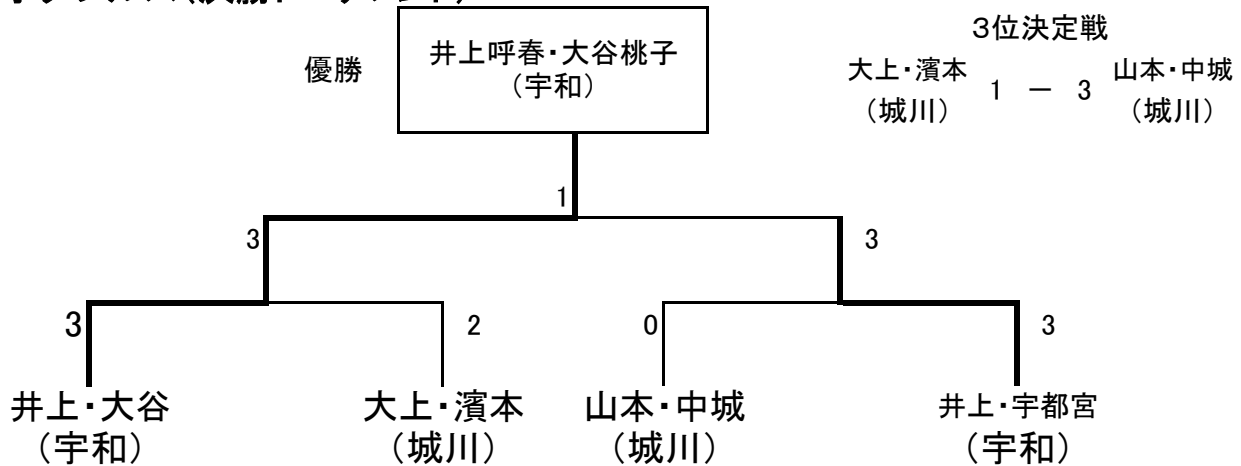 優勝
井上呼春・大谷桃子
(宇和)
3位決定戦
大上・濱本 1 － 3 山本・中城
(城川) (城川)
1
3 3
3 2 0 3
井上・大谷 大上・濱本 山本・中城 井上・宇都宮
(宇和) (城川) (城川) (宇和)